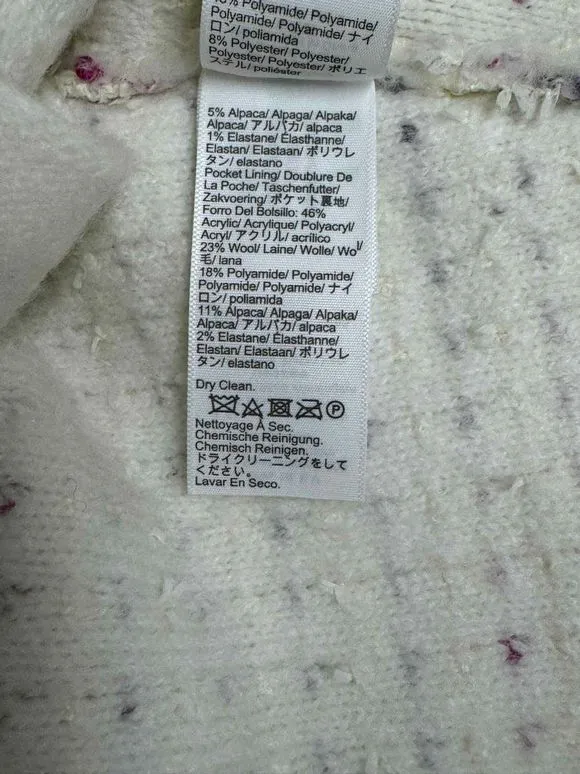 Polyamide/ Polyamide/
Polyamide/ Polyamide/ ナイ
ロン/ poliamida
8% Polyester/ Polyester/
Polyester/ Polyester/ ポリエ
ステル/ poliéster
5% Alpaca/ Alpaga/ Alpaka/
Alpaca/ アルパカ/ alpaca
1% Elastane/ Élasthanne/
Elastan/ Elastaan/ ポリウレ
タン/ elastano
Pocket Lining/ Doublure De
La Poche/ Taschenfutter/
Zakvoering/ ポケット裏地/
Forro Del Bolsillo: 46%
Acrylic/ Acrylique/ Polyacryl/
Acryl/ アクリル/ acrílico
23% Wool/ Laine/ Wolle/ Wol/
毛/ lana
18% Polyamide/ Polyamide/
Polyamide/ Polyamide/ ナイ
ロン/ poliamida
11% Alpaca/ Alpaga/ Alpaka/
Alpaca/ アルパカ/ alpaca
2% Elastane/ Élasthanne/
Elastan/ Elastaan/ ポリウレ
タン/ elastano
Dry Clean.
P
Nettoyage À Sec.
Chemische Reinigung.
Chemisch Reinigen.
ドライクリーニングをして
ください。
Lavar En Seco.